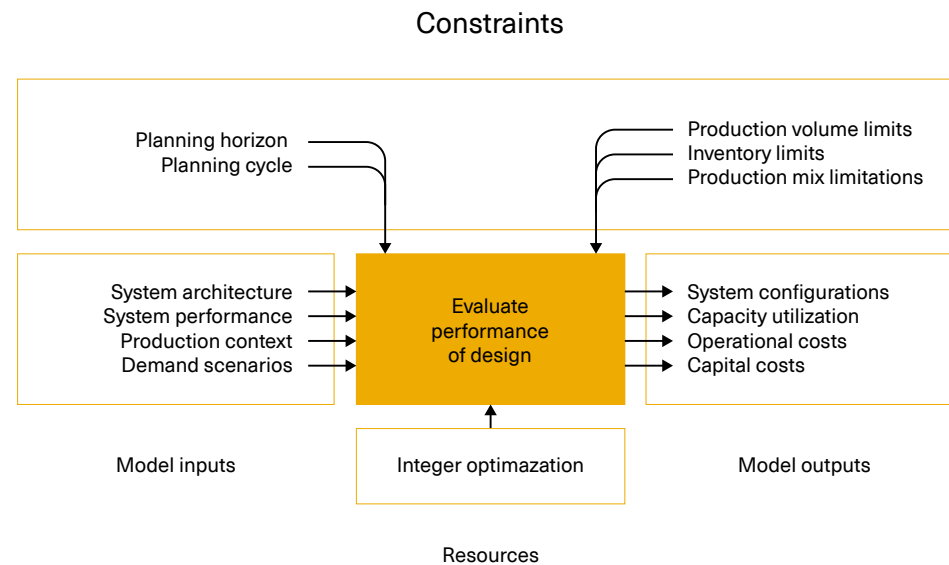 Constraints
Planning horizon
Planning cycle
Production volume limits
Inventory limits
Production mix limitations
System architecture
System performance
Production context
Demand scenarios
Evaluate
performance
of design
System configurations
Capacity utilization
Operational costs
Capital costs
Model inputs
Integer optimazation
Model outputs
Resources